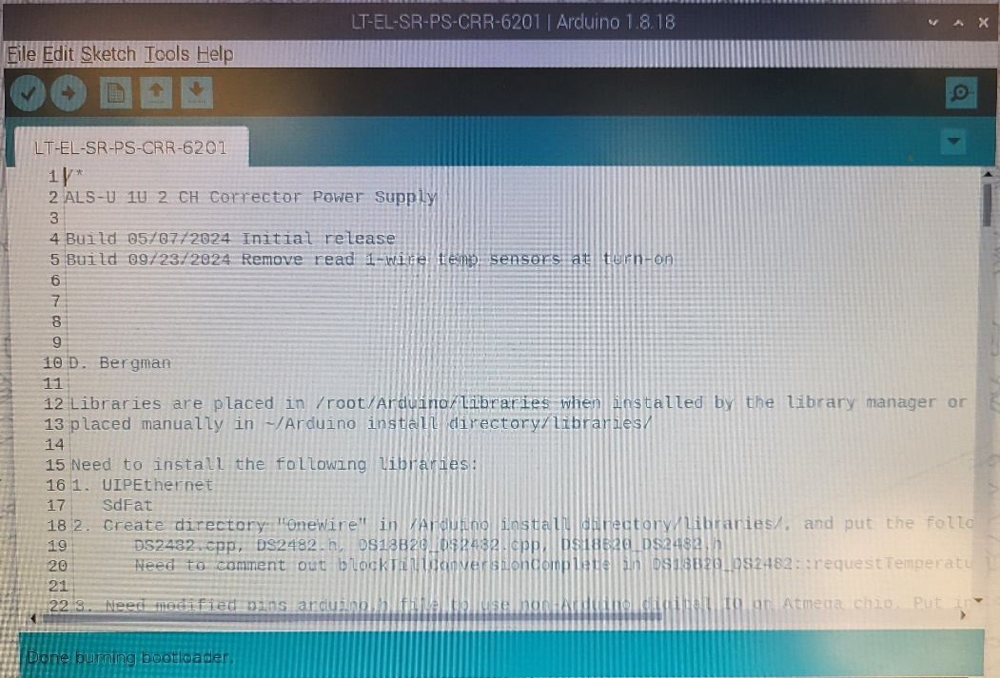 LT-EL-SR-PS-CRR-6201 | Arduino 1.8.18
File Edit Sketch Tools Help
LT-EL-SR-PS-CRR-6201
1 /*
2 ALS-U 1U 2 CH Corrector Power Supply
3
4 Build 05/07/2024 Initial release
5 Build 09/23/2024 Remove read 1-wire temp sensors at turn-on
6
7
8
9
10 D. Bergman
11
12 Libraries are placed in /root/Arduino/libraries when installed by the library manager or
13 placed manually in ~/Arduino install directory/libraries/
14
15 Need to install the following libraries:
16 1. UIPEthernet
17 SdFat
18 2. Create directory "OneWire" in /Arduino install directory/libraries/, and put the follo
19 DS2482.cpp, DS2482.h, DS18B20_DS2482.cpp, DS18B20_DS2482.h
20 Need to comment out blockTillConversionComplete in DS18B20_DS2482::requestTemperatu
21
22 3. Need modified pins_arduino.h file to use non-Arduino digital IO on Atmega chip. Put in
Done burning bootloader.